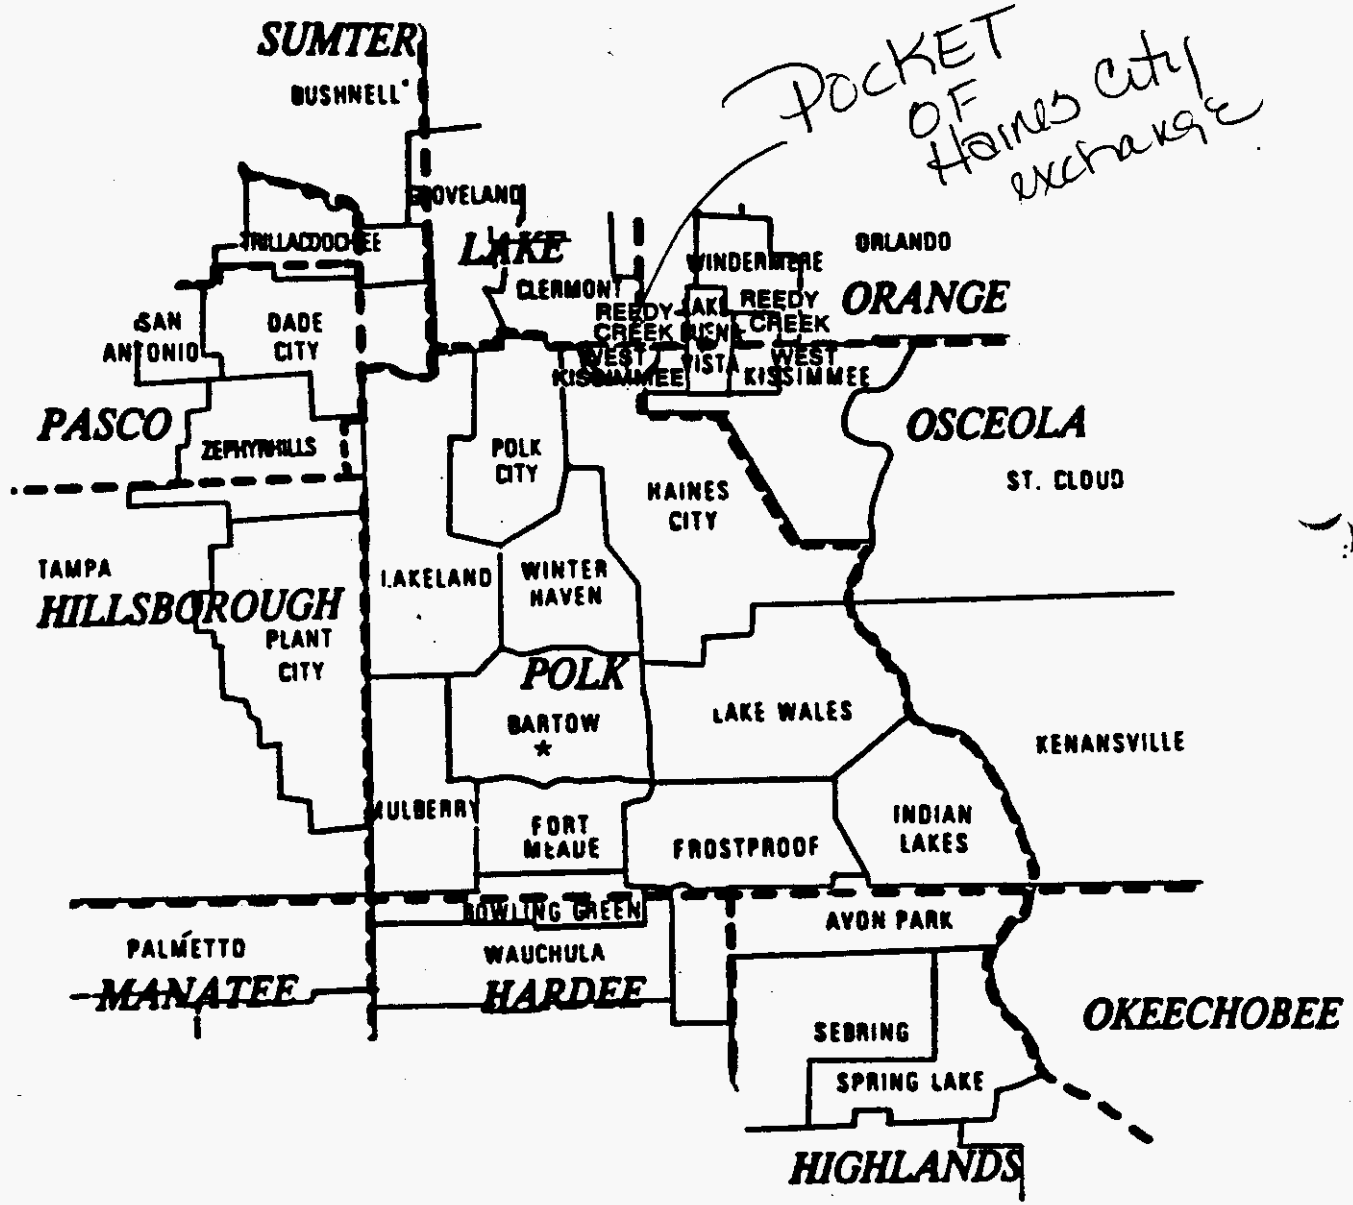 SUMTER
BUSHNELL
POCKET
OF
Haines City
exchange
GROVELAND
TRILLACOOCHEE
LAKE
CLERMONT
WINDERMERE
ORLANDO
ORANGE
REEDY
CREEK
LAKE
BUENA
VISTA
REEDY
CREEK
WEST
KISSIMMEE
WEST
KISSIMMEE
SAN
ANTONIO
DADE
CITY
PASCO
ZEPHYRHILLS
POLK
CITY
HAINES
CITY
OSCEOLA
ST. CLOUD
TAMPA
HILLSBOROUGH
PLANT
CITY
LAKELAND
WINTER
HAVEN
POLK
BARTOW
*
LAKE WALES
KENANSVILLE
MULBERRY
FORT
MEADE
FROSTPROOF
INDIAN
LAKES
BOWLING GREEN
AVON PARK
PALMETTO
MANATEE
WAUCHULA
HARDEE
OKEECHOBEE
SEBRING
SPRING LAKE
HIGHLANDS